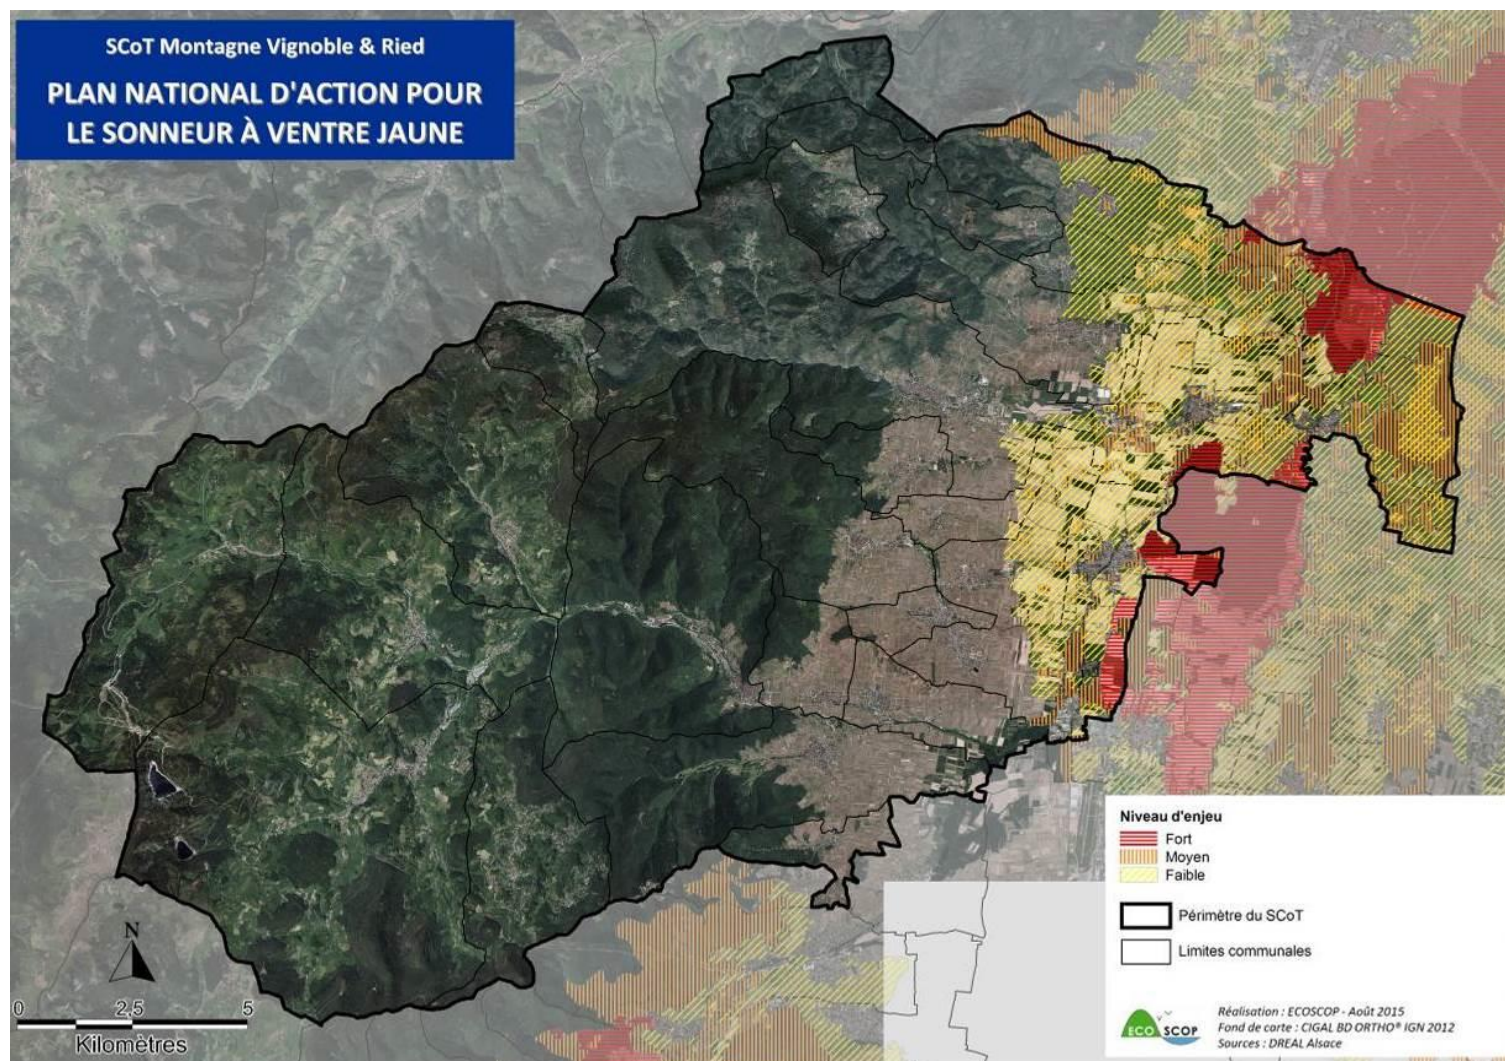 SCoT Montagne Vignoble & Ried
PLAN NATIONAL D'ACTION POUR
LE SONNEUR À VENTRE JAUNE
Niveau d'enjeu
Fort
Moyen
Faible
Périmètre du SCoT
Limites communales
N
0 2,5 5
Kilomètres
ECO SCOP
Réalisation : ECOSCOP - Août 2015
Fond de carte : CIGAL BD ORTHO® IGN 2012
Sources : DREAL Alsace